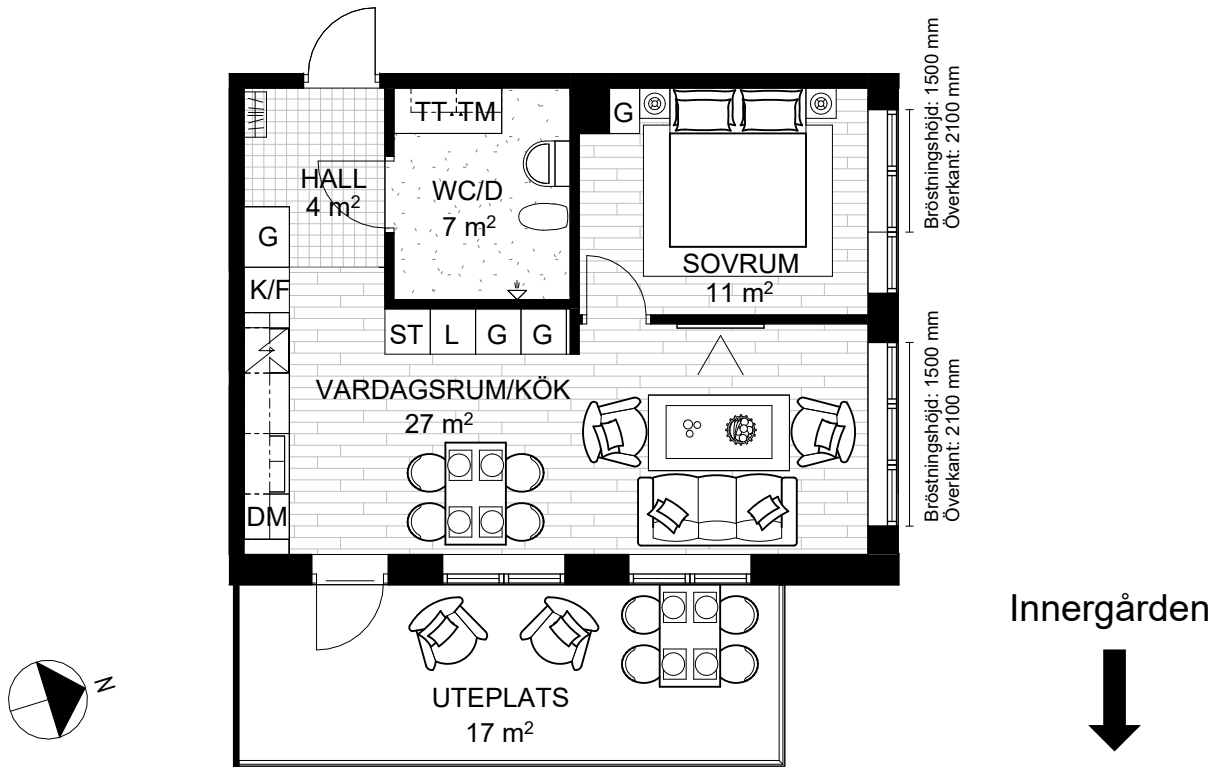 TT TM
G
HALL
4 m²
WC/D
7 m²
G
K/F
SOVRUM
11 m²
ST L G G
VARDAGSRUM/KÖK
27 m²
DM
UTEPLATS
17 m²
Bröstningshöjd: 1500 mm
Överkant: 2100 mm
Bröstningshöjd: 1500 mm
Överkant: 2100 mm
Innergården
N